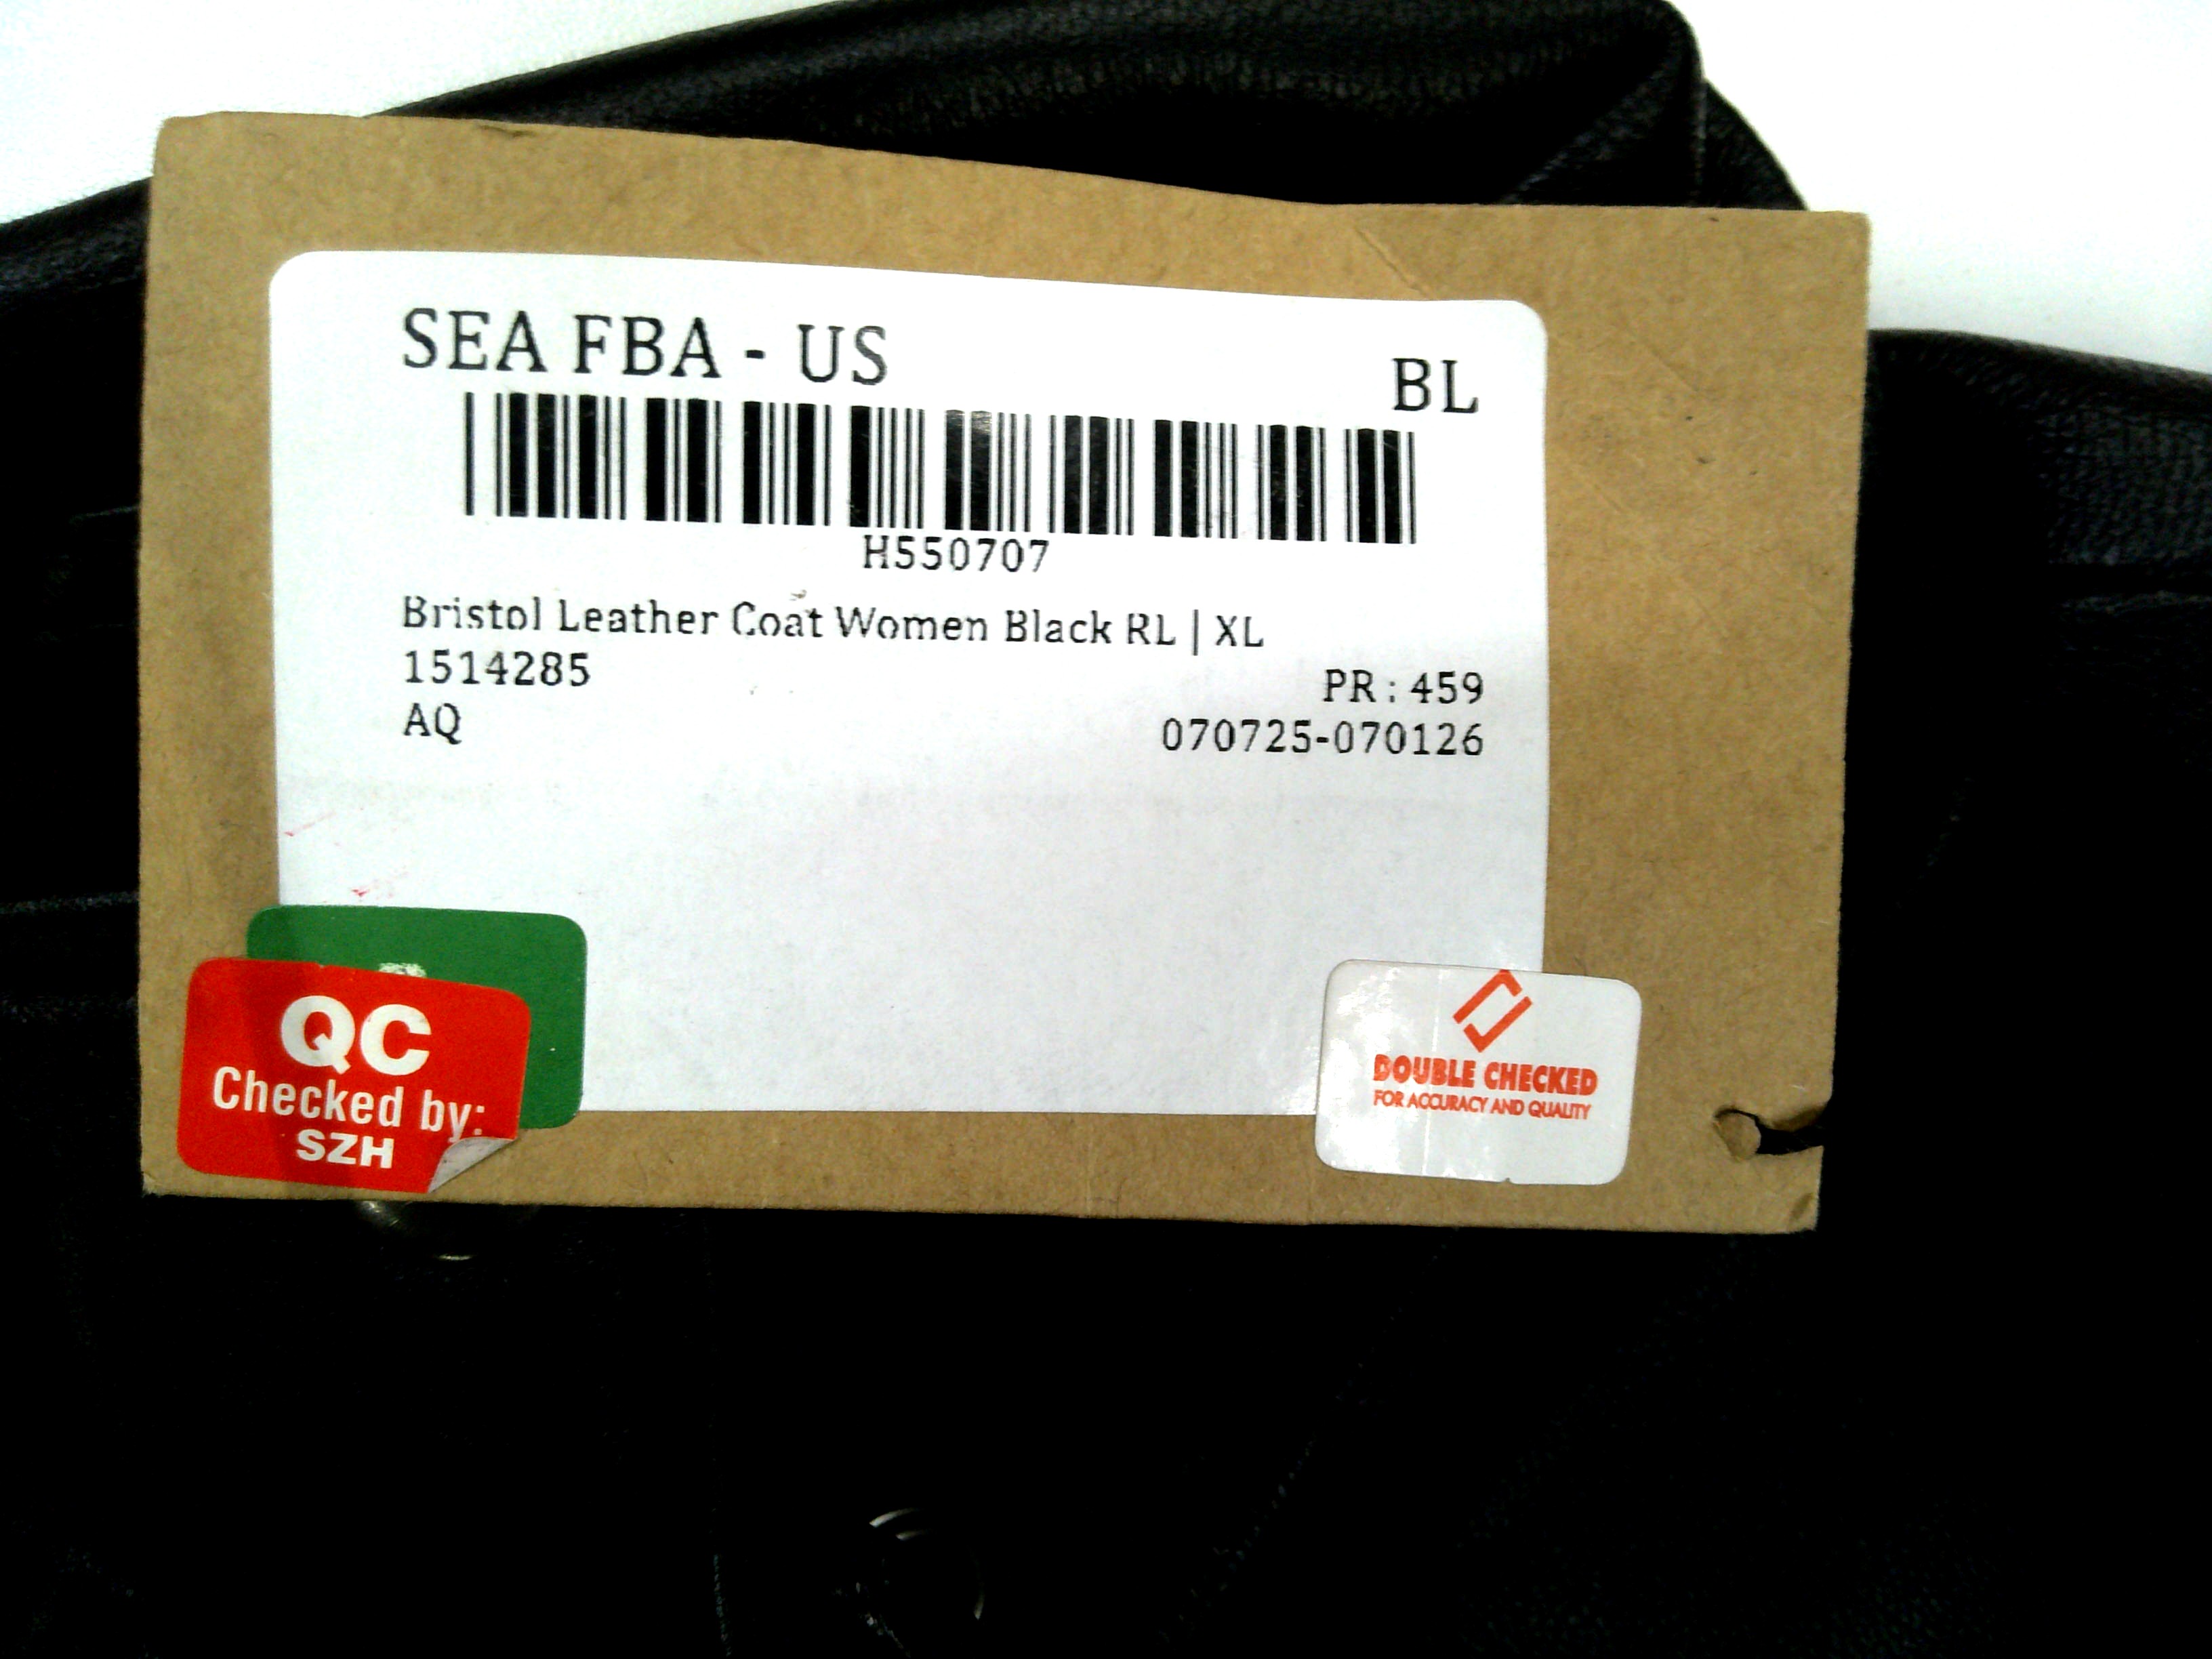 SEA FBA - US
BL
H550707
Bristol Leather Coat Women Black RL | XL
1514285
PR : 459
AQ
070725-070126
QC
Checked by:
SZH
DOUBLE CHECKED
FOR ACCURACY AND QUALITY